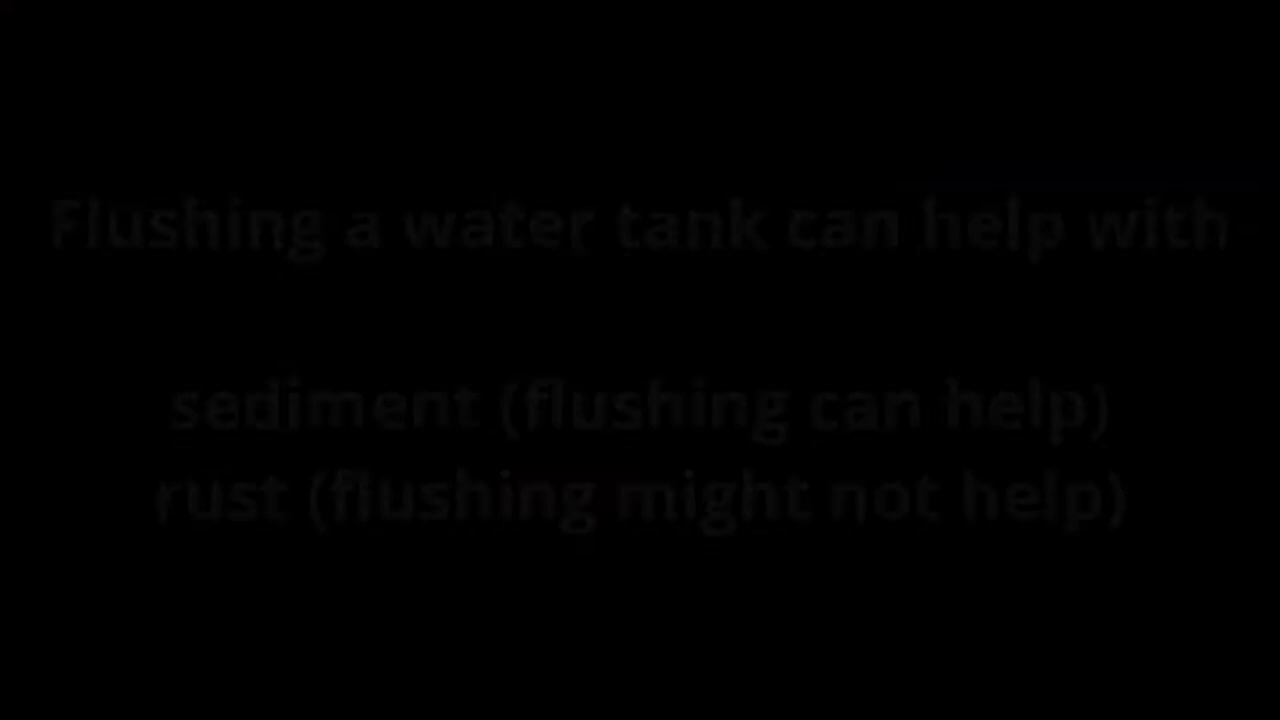 Flushing a water tank can help with
sediment (flushing can help)
rust (flushing might not help)